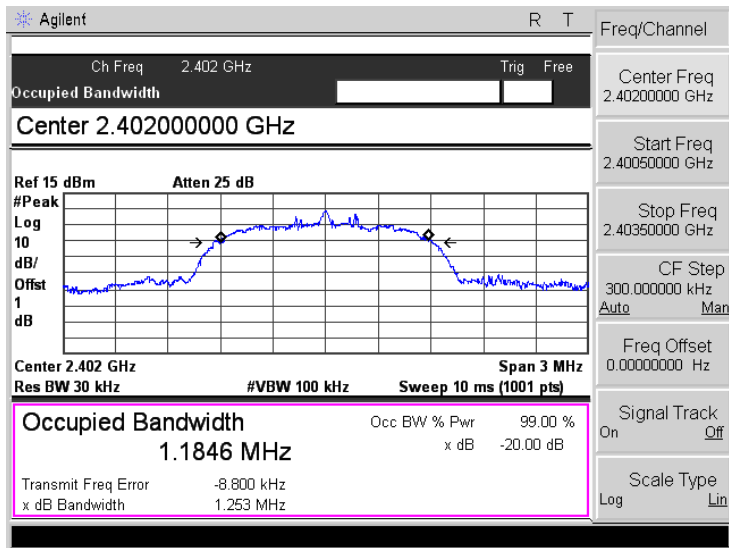 Agilent R T
Ch Freq 2.402 GHz Trig Free
Occupied Bandwidth
Center 2.402000000 GHz
Ref 15 dBm Atten 25 dB
#Peak
Log
10
dB/
Offst
1
dB
Center 2.402 GHz Span 3 MHz
Res BW 30 kHz #VBW 100 kHz Sweep 10 ms (1001 pts)
Occupied Bandwidth
1.1846 MHz
Occ BW % Pwr 99.00 %
x dB -20.00 dB
Transmit Freq Error -8.800 kHz
x dB Bandwidth 1.253 MHz
Freq/Channel
Center Freq
2.40200000 GHz
Start Freq
2.40050000 GHz
Stop Freq
2.40350000 GHz
CF Step
300.000000 kHz
Auto Man
Freq Offset
0.00000000 Hz
Signal Track
On Off
Scale Type
Log Lin